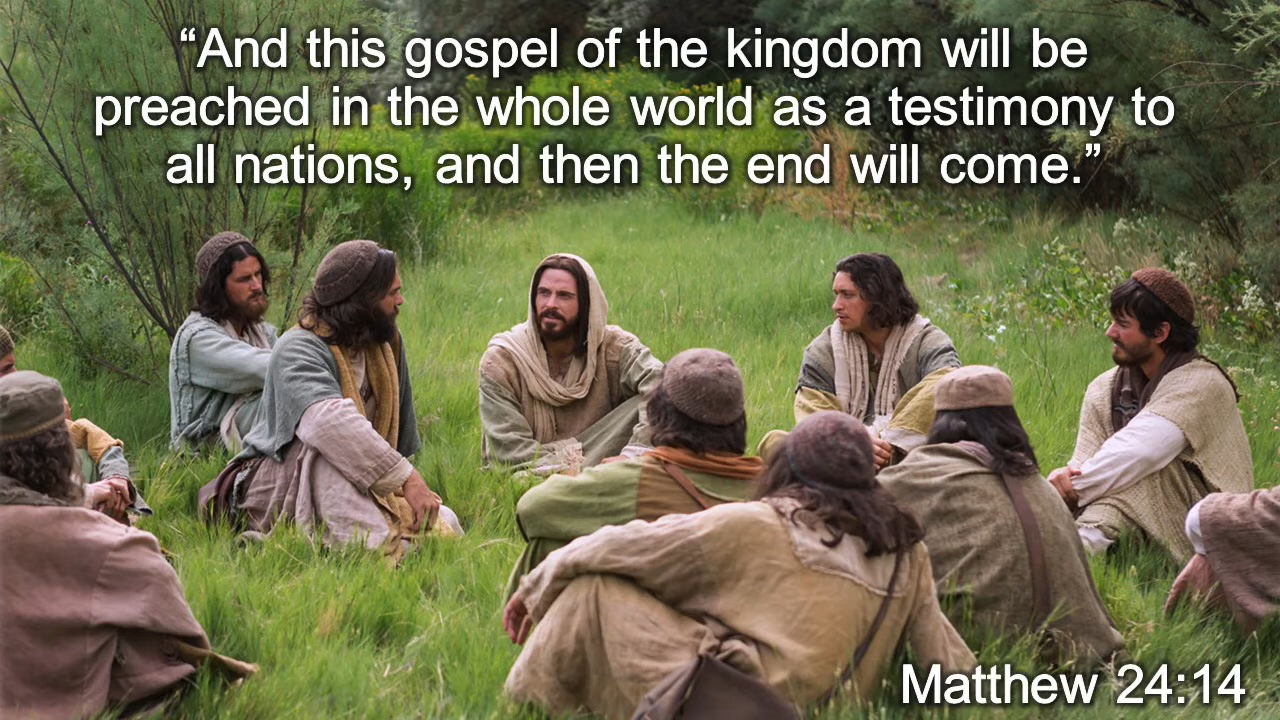 “And this gospel of the kingdom will be
preached in the whole world as a testimony to
all nations, and then the end will come.”
Matthew 24:14